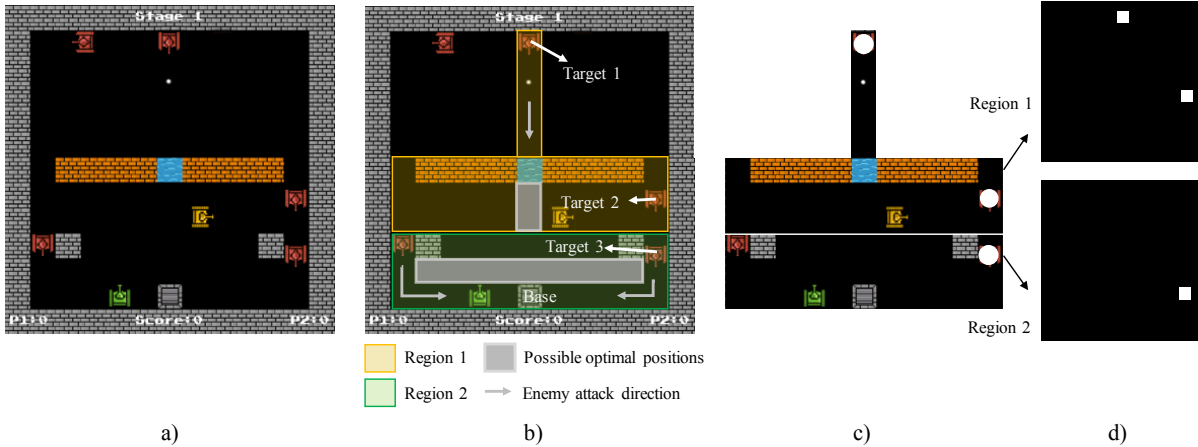 Stage 1
P1:0 Score:0 P2:0
Stage 1
Target 1
Target 2
Target 3
Base
P1:0 Score:0 P2:0
Region 1
Possible optimal positions
Region 2
Enemy attack direction
Region 1
Region 2
a) b) c) d)